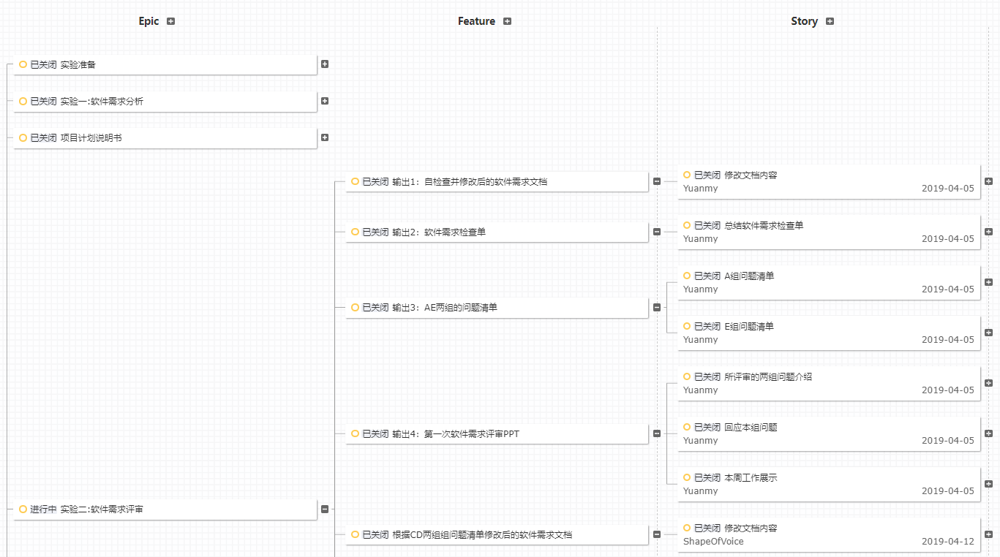 Epic Feature Story
已关闭 实验准备
已关闭 实验一:软件需求分析
已关闭 项目计划说明书
已关闭 输出1：自检查并修改后的软件需求文档
已关闭 修改文档内容
Yuanmy 2019-04-05
已关闭 输出2：软件需求检查单
已关闭 总结软件需求检查单
Yuanmy 2019-04-05
已关闭 输出3：AE两组的问题清单
已关闭 A组问题清单
Yuanmy 2019-04-05
已关闭 E组问题清单
Yuanmy 2019-04-05
已关闭 输出4：第一次软件需求评审PPT
已关闭 所评审的两组问题介绍
Yuanmy 2019-04-05
已关闭 回应本组问题
Yuanmy 2019-04-05
已关闭 本周工作展示
Yuanmy 2019-04-05
进行中 实验二:软件需求评审
已关闭 根据CD两组组问题清单修改后的软件需求文档
已关闭 修改文档内容
ShapeOfVoice 2019-04-12